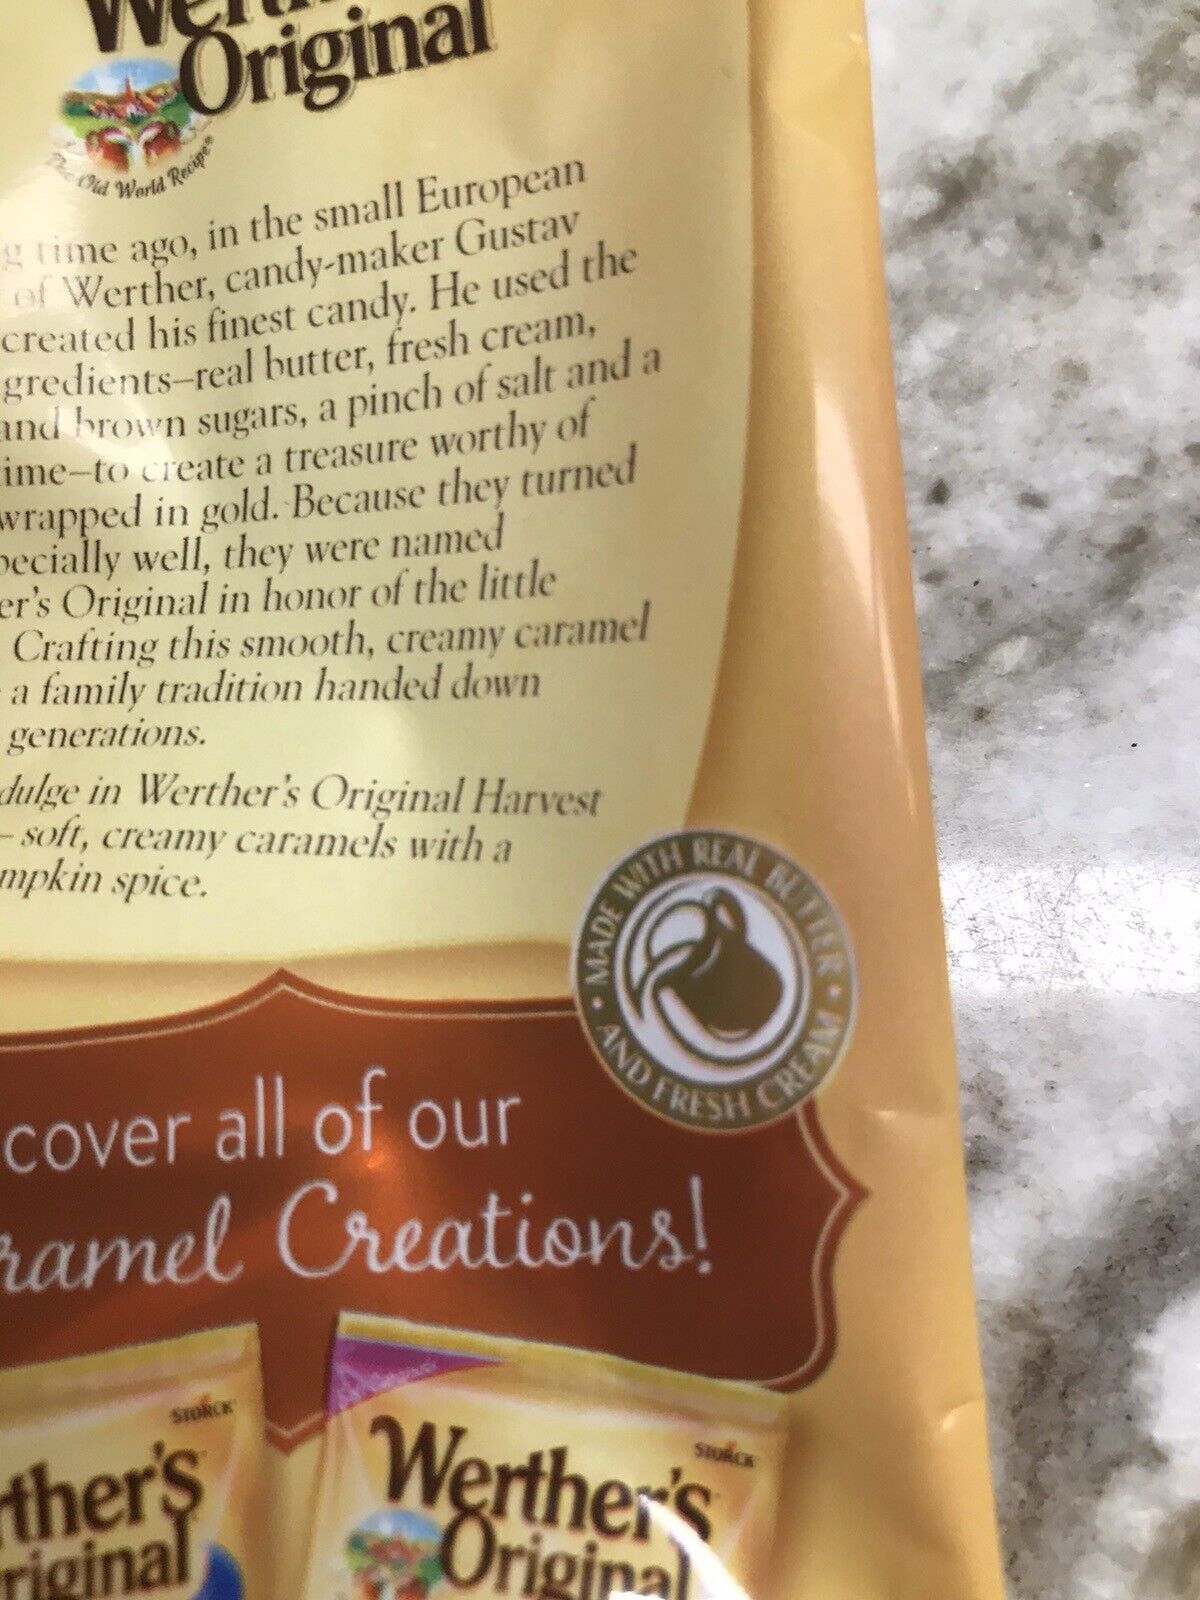 Original
Old World Recipe
time ago, in the small European
of Werther, candy-maker Gustav
created his finest candy. He used the
gredients–real butter, fresh cream,
and brown sugars, a pinch of salt and a
ime–to create a treasure worthy of
wrapped in gold. Because they turned
pecially well, they were named
er's Original in honor of the little
Crafting this smooth, creamy caramel
a family tradition handed down
generations.
dulge in Werther's Original Harvest
– soft, creamy caramels with a
mpkin spice.
MADE WITH REAL BUTTER
• AND FRESH CREAM •
cover all of our
ramel Creations!
STORCK
ther's
riginal
STORCK
Werther's
Original